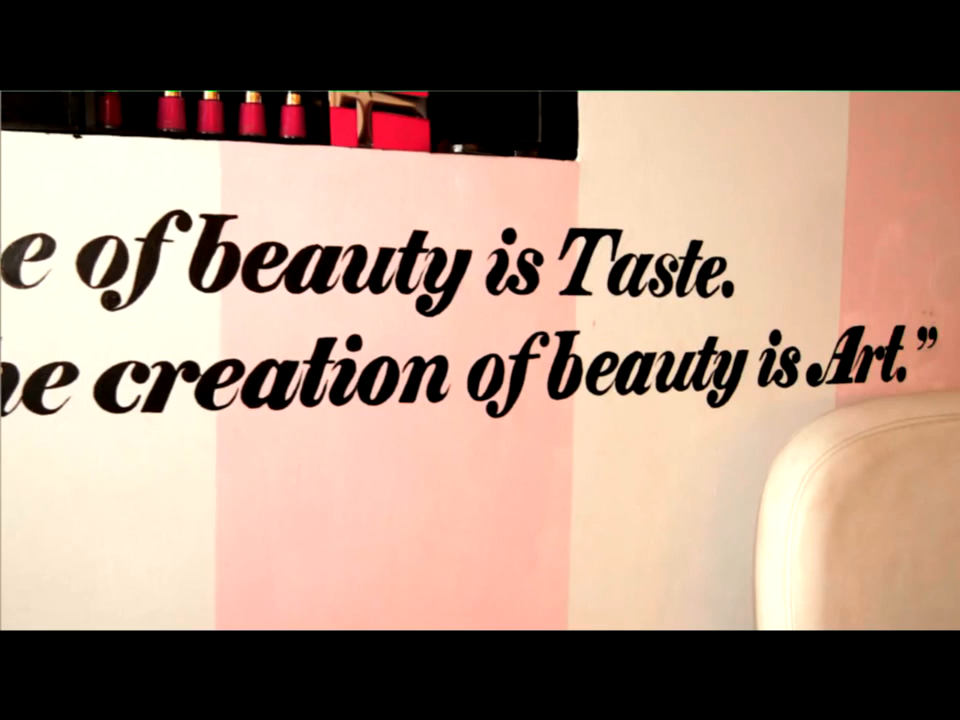 of beauty is Taste.
creation of beauty is Art.”